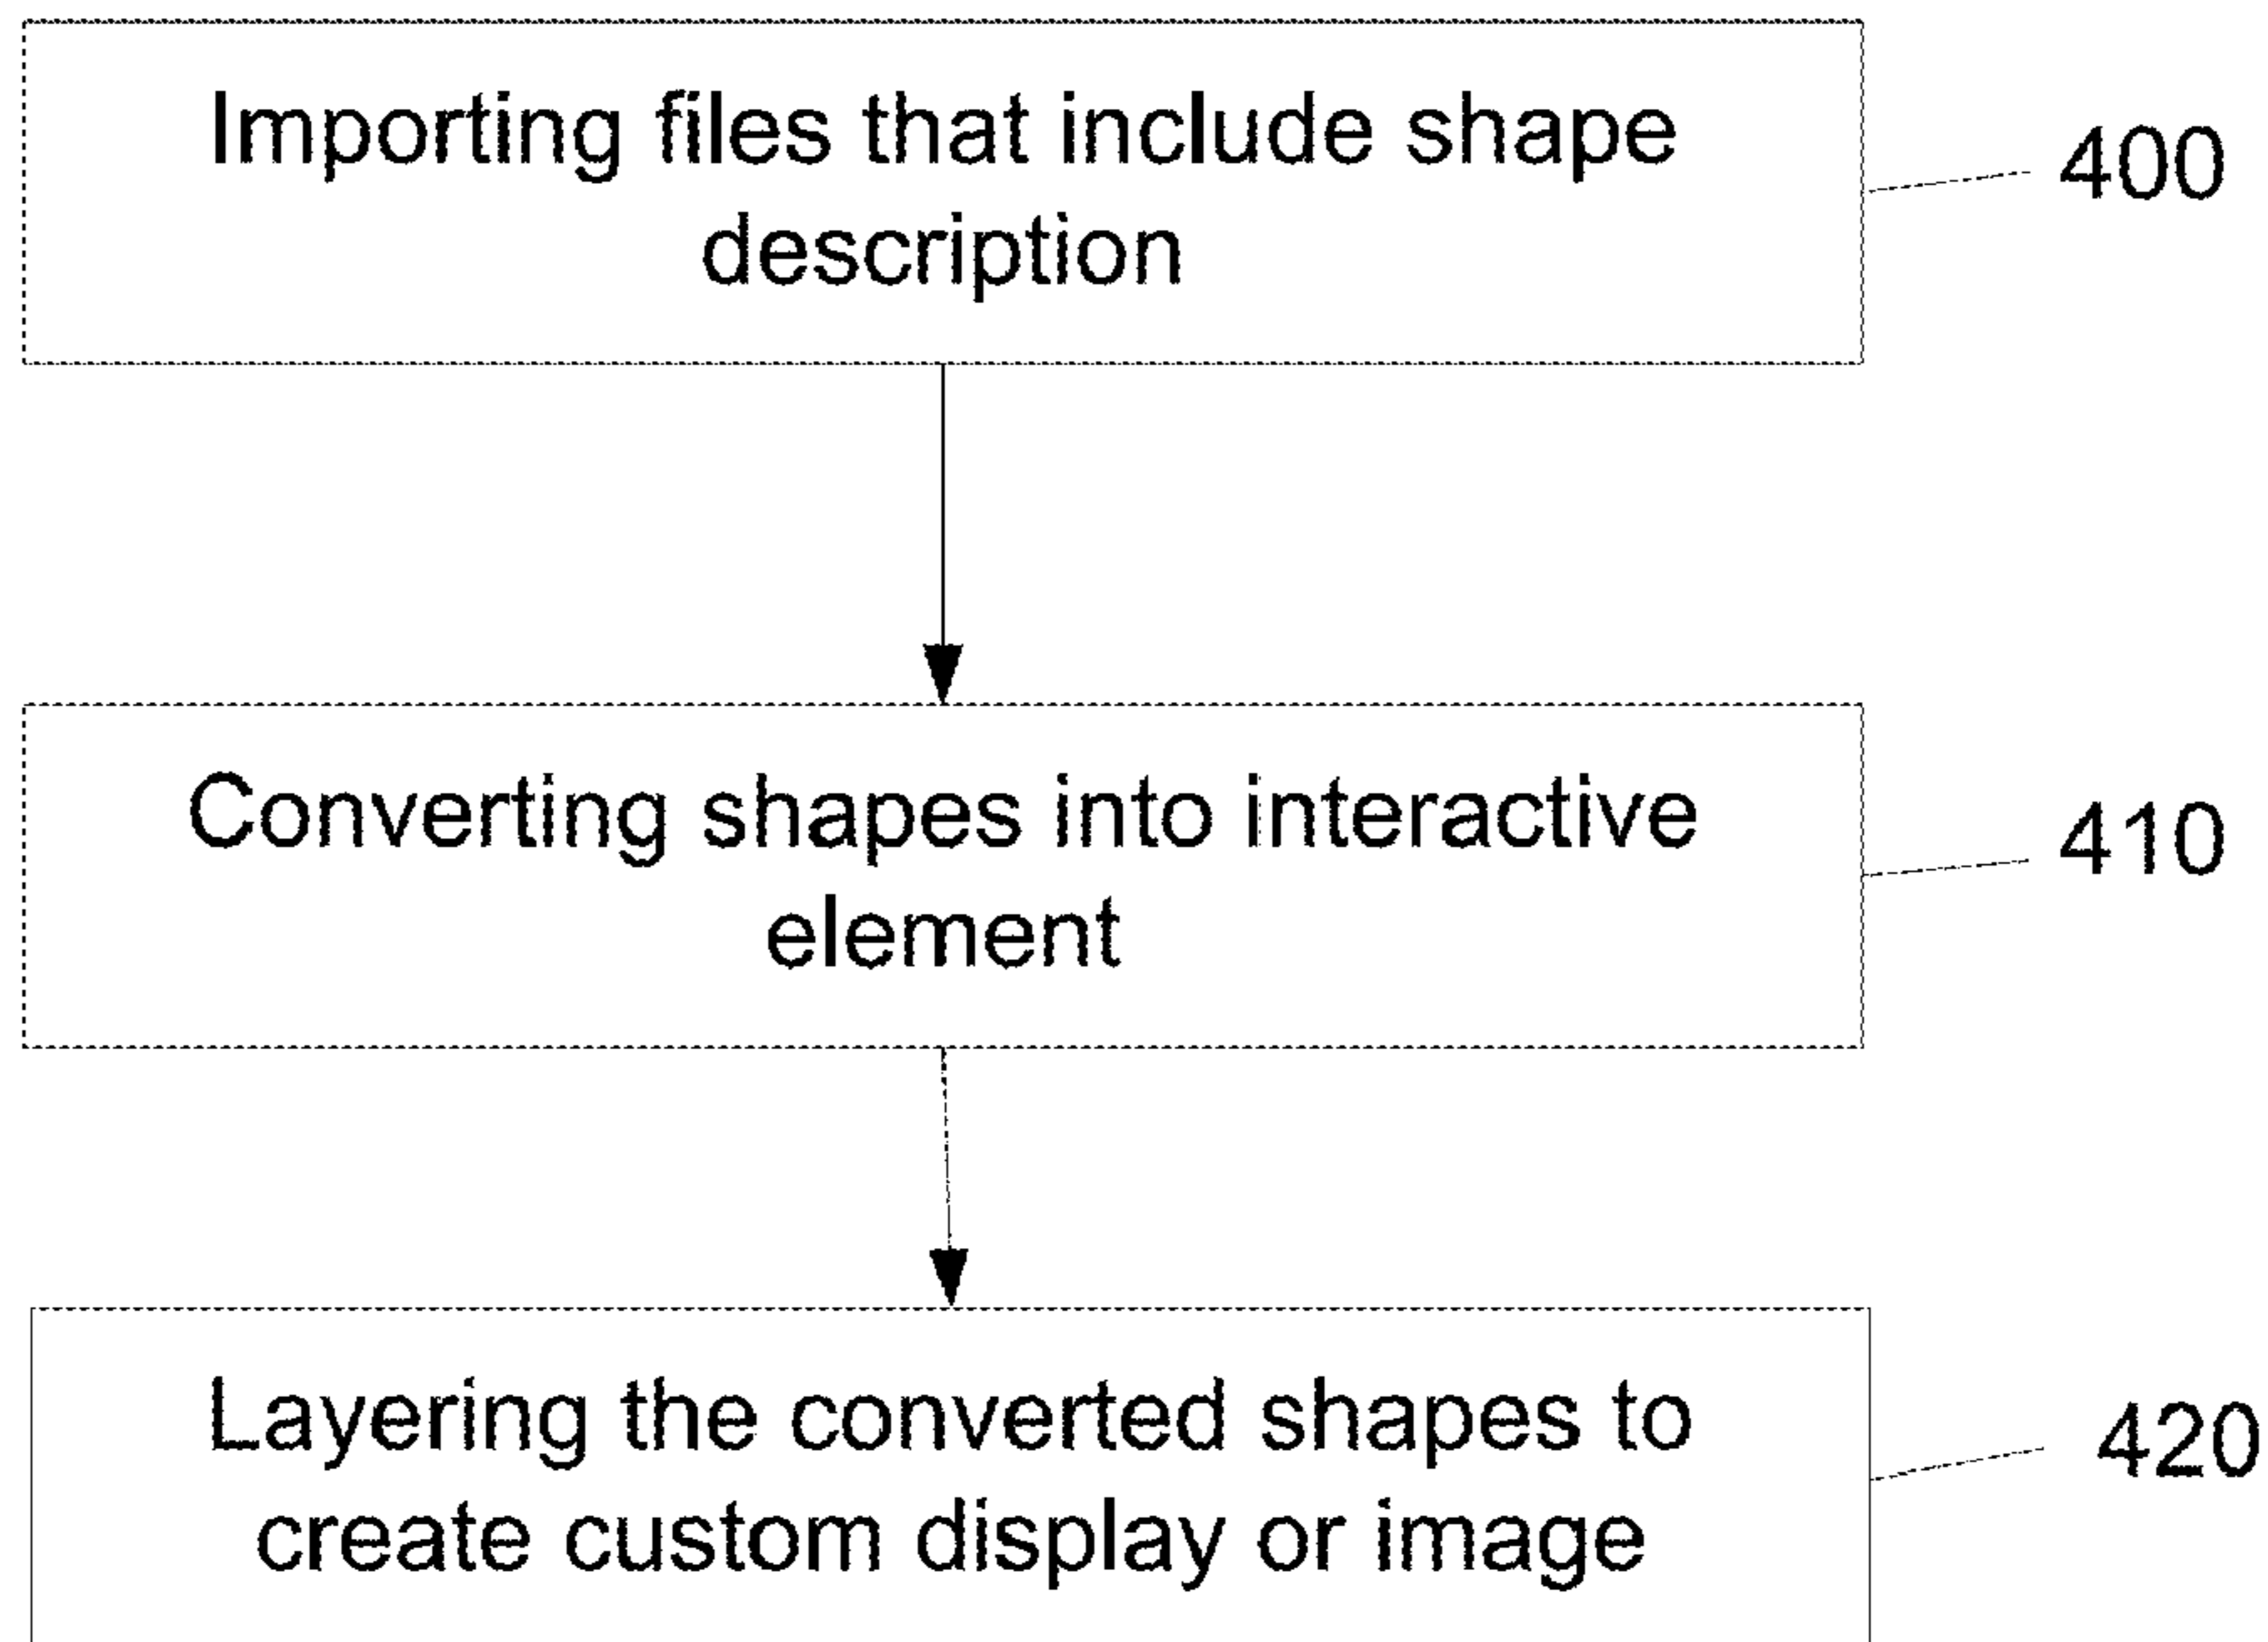 Importing files that include shape
description
400
Converting shapes into interactive
element
410
Layering the converted shapes to
create custom display or image
420